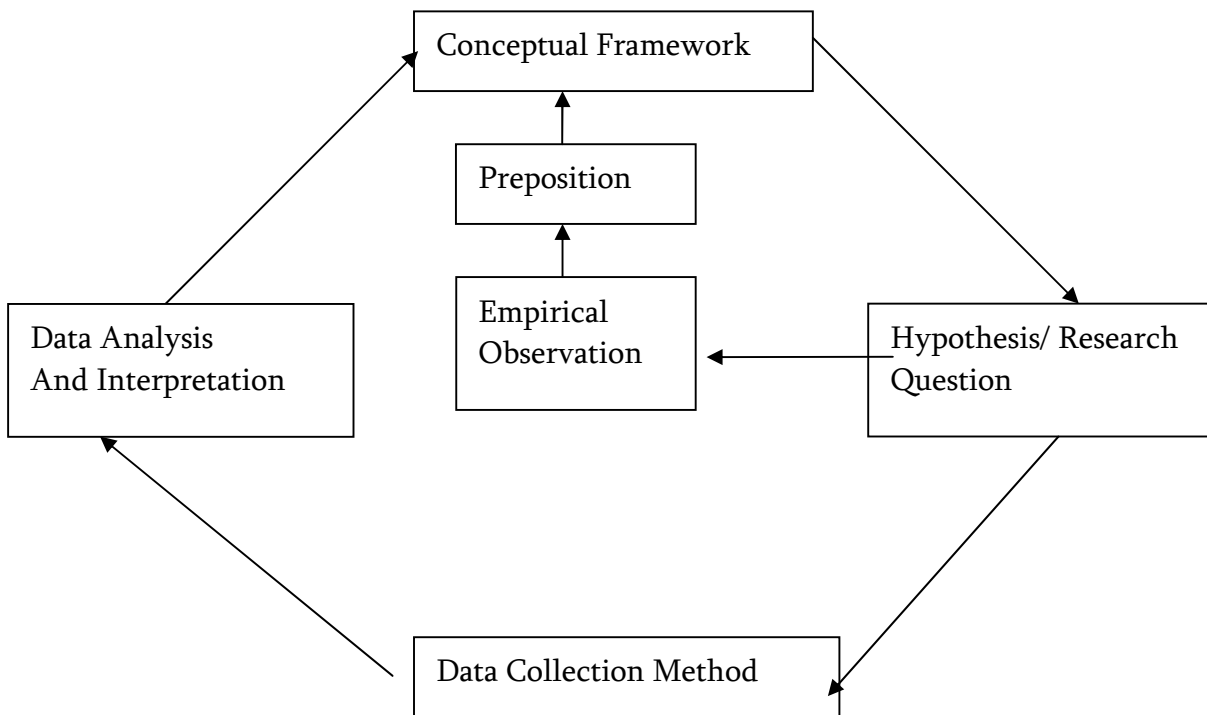 Conceptual Framework
Preposition
Empirical
Observation
Data Analysis
And Interpretation
Hypothesis/ Research
Question
Data Collection Method